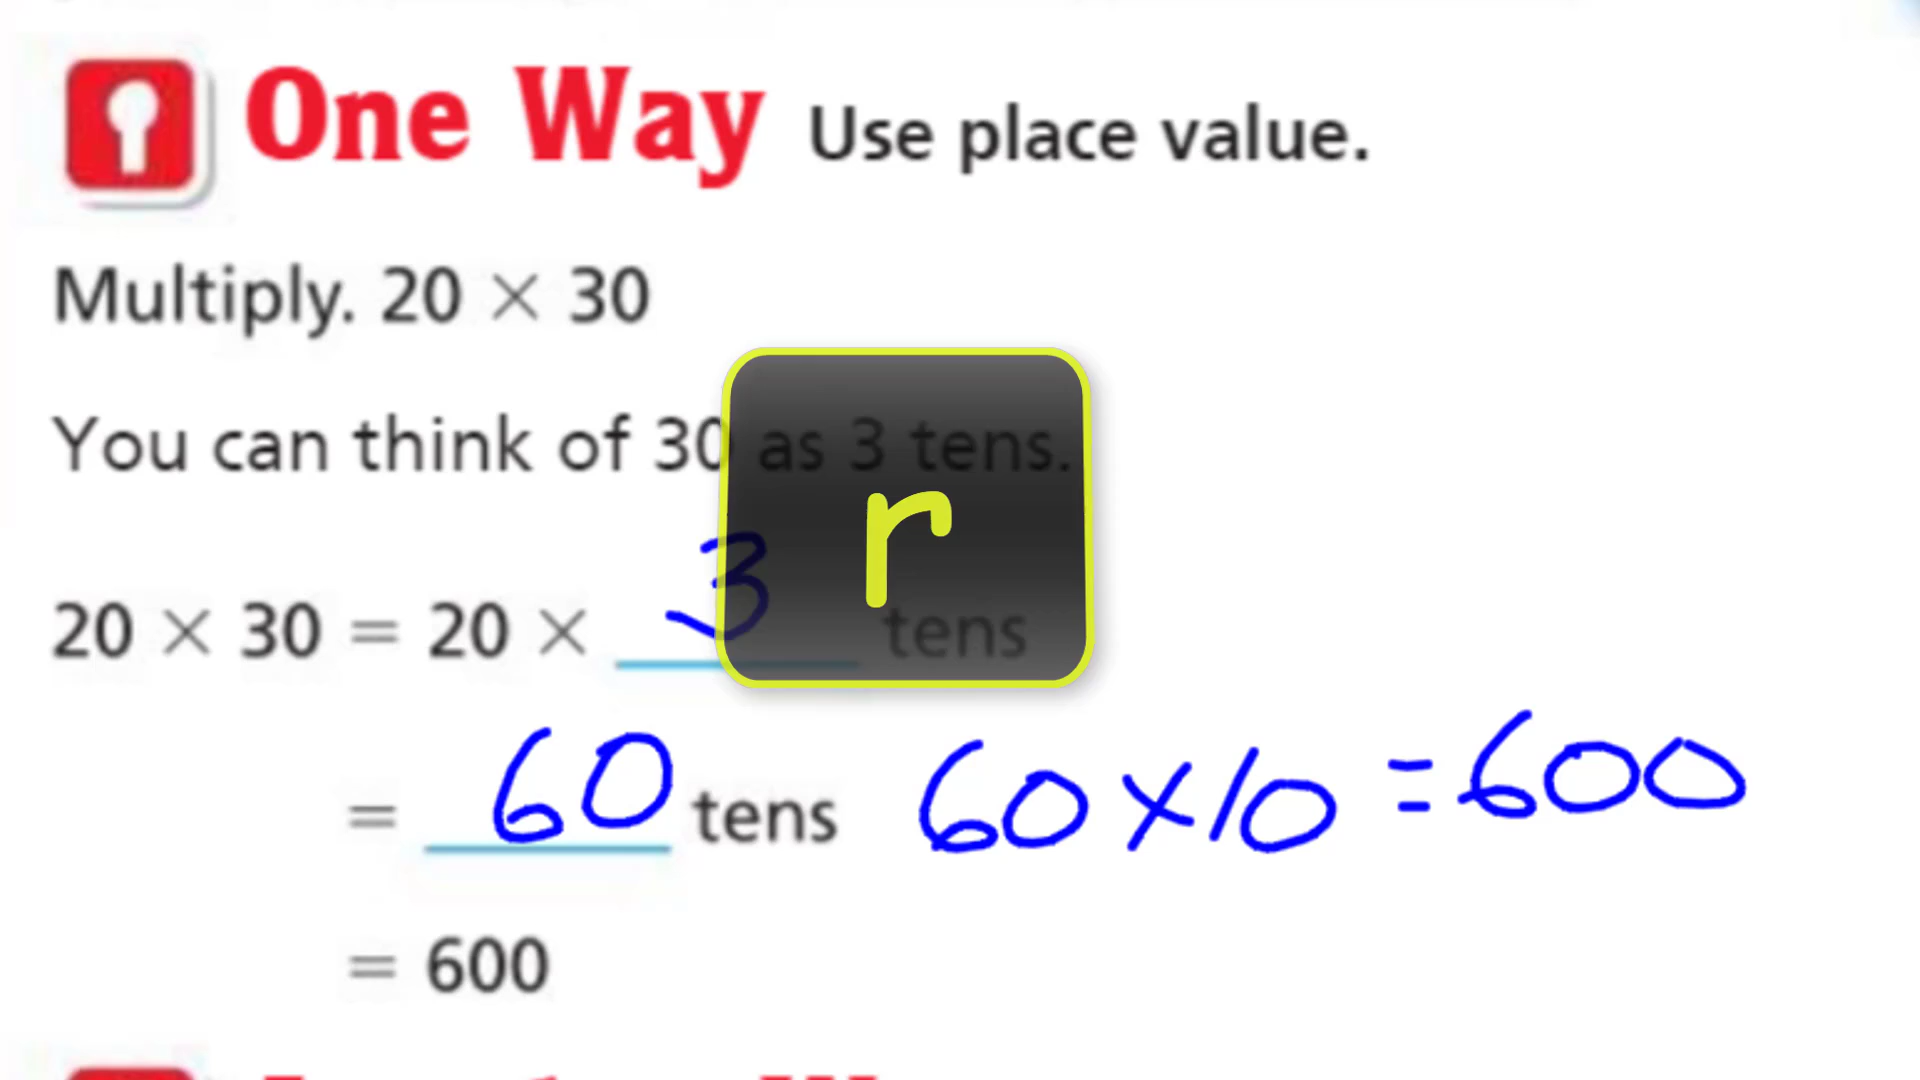 One Way Use place value.
Multiply. 20 × 30
You can think of 30 as 3 tens.
r
20 × 30 = 20 × 3 tens
= 60 tens 60×10=600
= 600